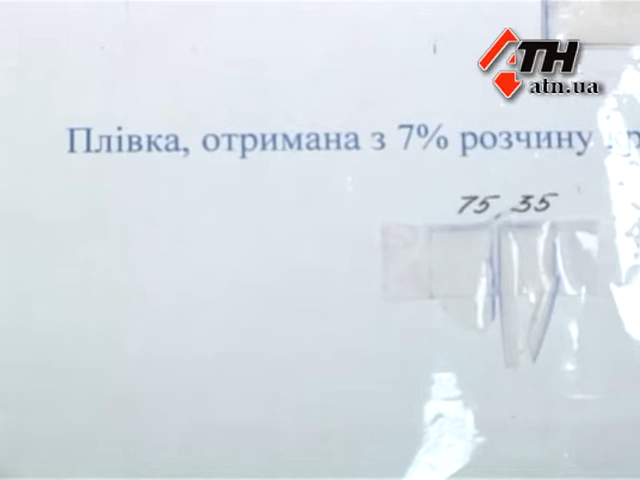 АТН
atn.ua
Плівка, отримана з 7% розчину
75, 35